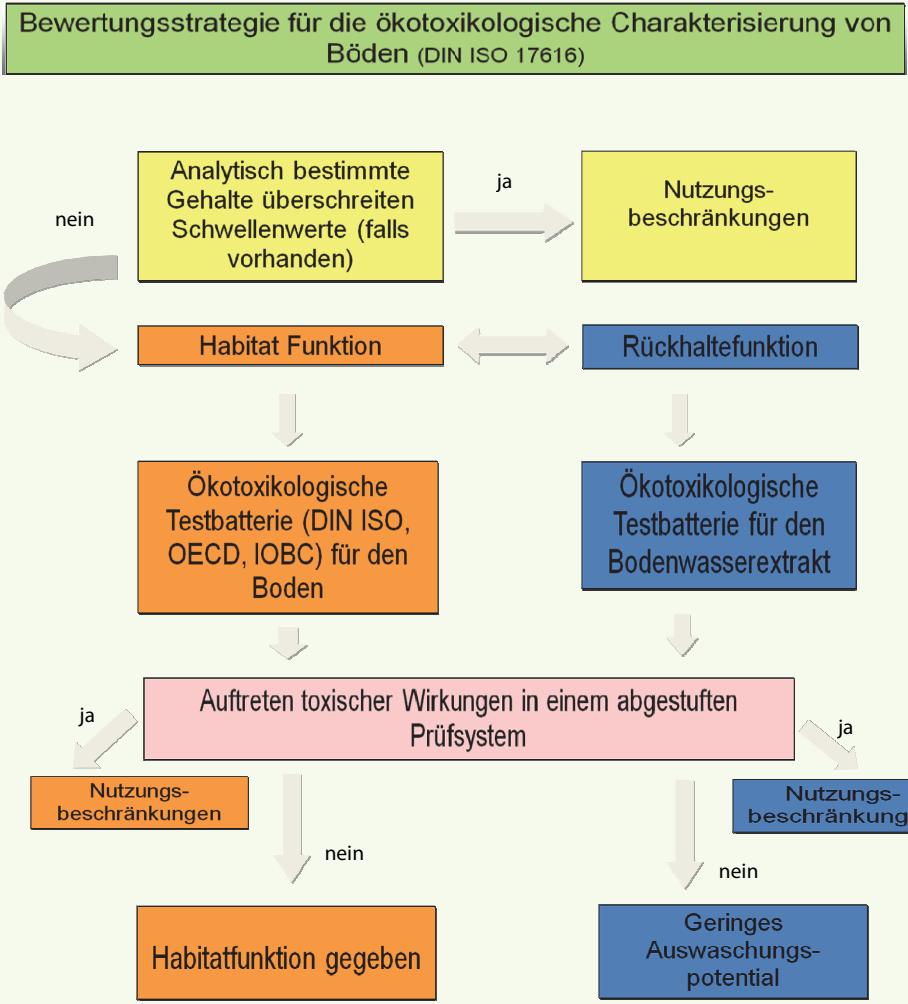 Bewertungsstrategie für die ökotoxikologische Charakterisierung von
Böden (DIN ISO 17616)
Analytisch bestimmte
Gehalte überschreiten
Schwellenwerte (falls
vorhanden)
ja
Nutzungs-
beschränkungen
nein
Habitat Funktion
Rückhaltefunktion
Ökotoxikologische
Testbatterie (DIN ISO,
OECD, IOBC) für den
Boden
Ökotoxikologische
Testbatterie für den
Bodenwasserextrakt
Auftreten toxischer Wirkungen in einem abgestuften
Prüfsystem
ja
ja
Nutzungs-
beschränkungen
Nutzungs-
beschränkung
nein
nein
Habitatfunktion gegeben
Geringes
Auswaschungs-
potential